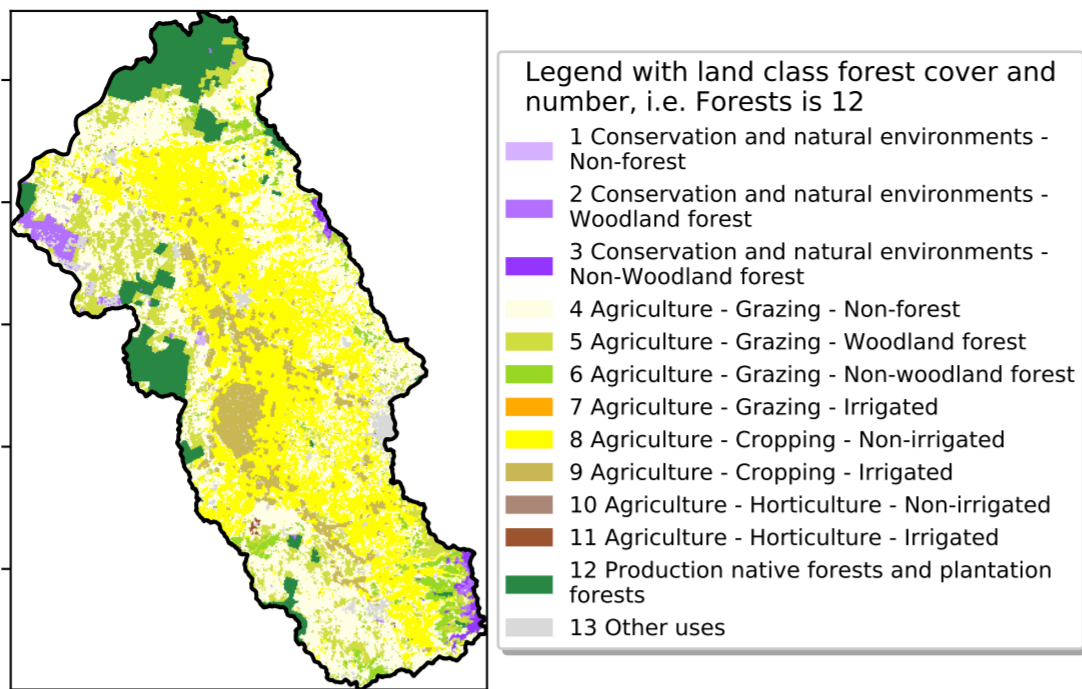 Legend with land class forest cover and
number, i.e. Forests is 12
1 Conservation and natural environments -
Non-forest
2 Conservation and natural environments -
Woodland forest
3 Conservation and natural environments -
Non-Woodland forest
4 Agriculture - Grazing - Non-forest
5 Agriculture - Grazing - Woodland forest
6 Agriculture - Grazing - Non-woodland forest
7 Agriculture - Grazing - Irrigated
8 Agriculture - Cropping - Non-irrigated
9 Agriculture - Cropping - Irrigated
10 Agriculture - Horticulture - Non-irrigated
11 Agriculture - Horticulture - Irrigated
12 Production native forests and plantation
forests
13 Other uses